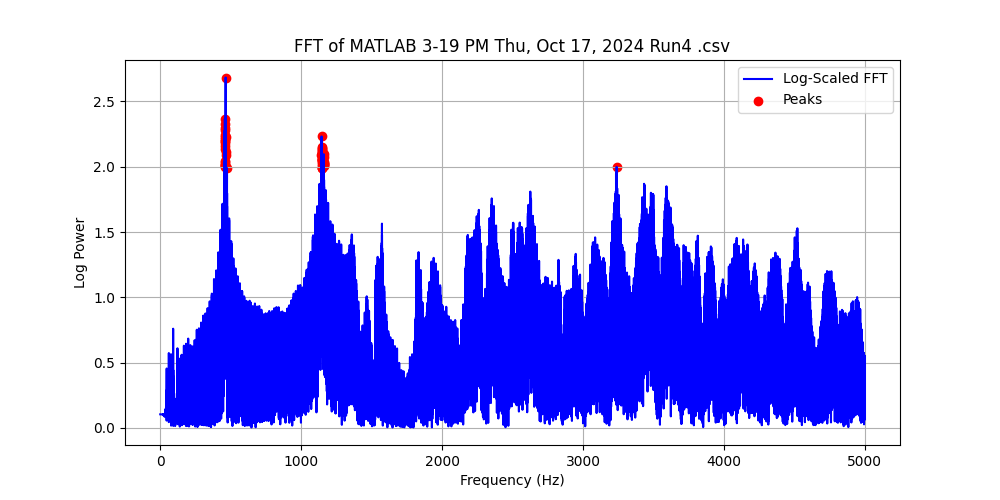 FFT of MATLAB 3-19 PM Thu, Oct 17, 2024 Run4 .csv
Log-Scaled FFT
Peaks
Log Power
2.5
2.0
1.5
1.0
0.5
0.0
0 1000 2000 3000 4000 5000
Frequency (Hz)